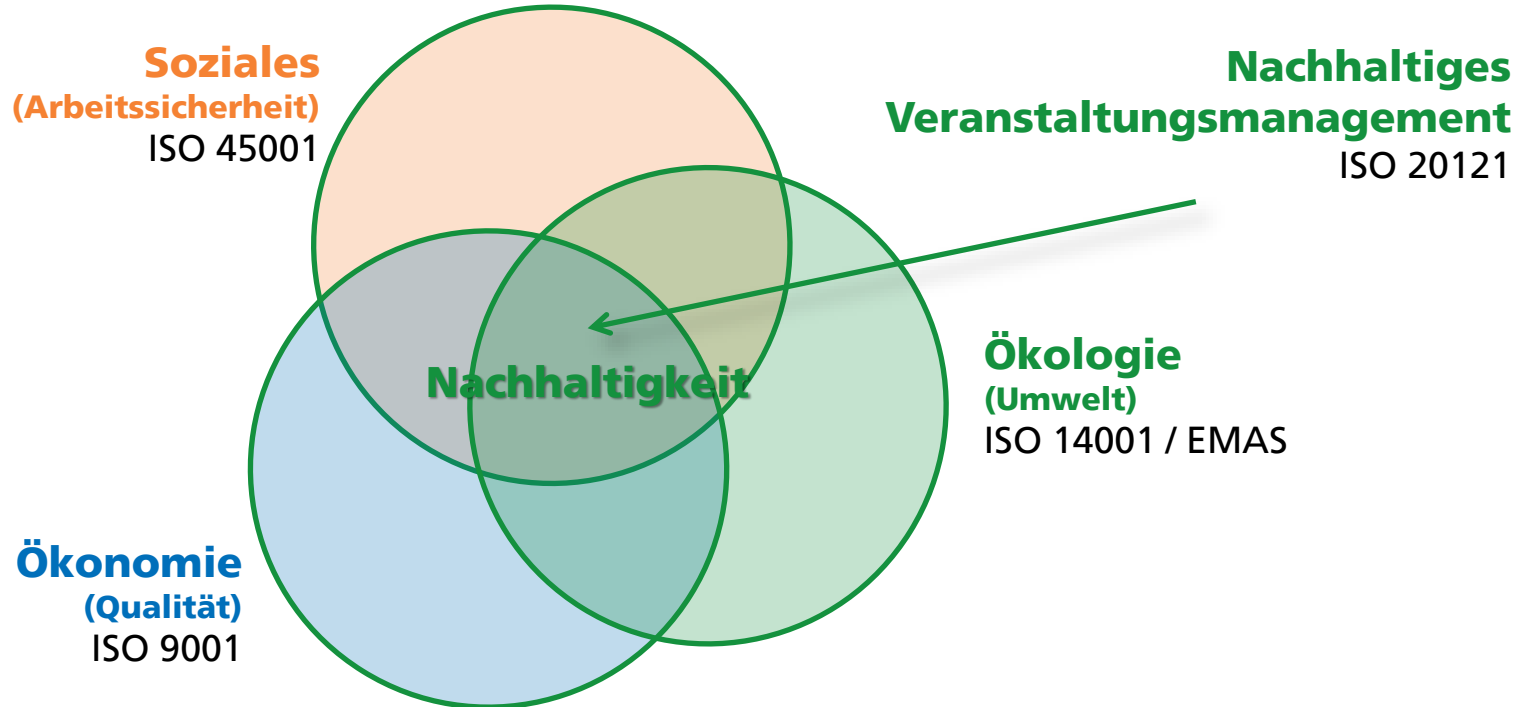 Soziales
(Arbeitssicherheit)
ISO 45001
Nachhaltiges
Veranstaltungsmanagement
ISO 20121
Nachhaltigkeit
Ökologie
(Umwelt)
ISO 14001 / EMAS
Ökonomie
(Qualität)
ISO 9001